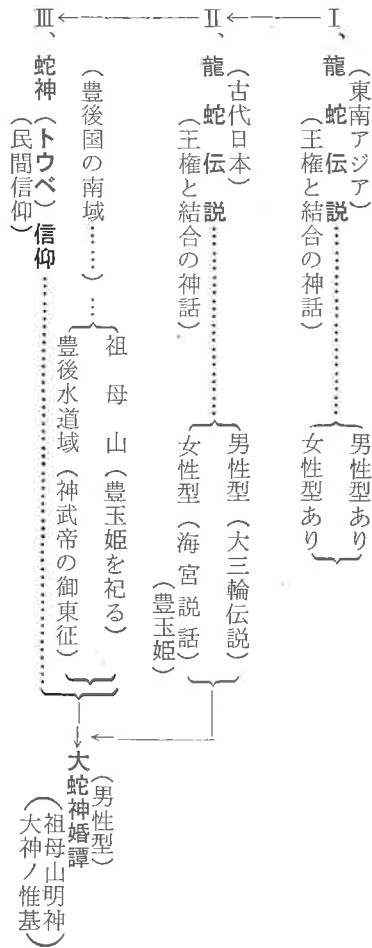 Ⅰ、龍蛇伝説……………
(東南アジア)
(王権と結合の神話)
男性型あり
女性型あり
Ⅱ、龍蛇伝説……………
(古代日本)
(王権と結合の神話)
男性型(大三輪伝説)
女性型(海宮説話)
(豊玉姫)
(豊後国の南域………)…
祖母山(豊玉姫を祀る)
豊後水道域(神武帝の御東征)
Ⅲ、蛇神(トウベ)信仰……………
(民間信仰)
(男性型)
大蛇神婚譚
(祖母山明神)
(大神ノ惟基)